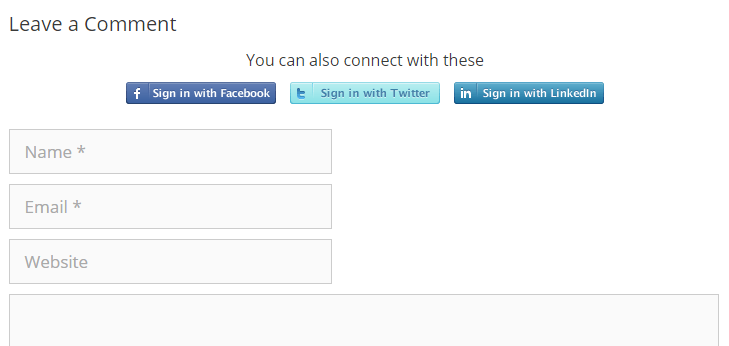 Leave a Comment
You can also connect with these
f Sign in with Facebook t Sign in with Twitter in Sign in with LinkedIn
Name *
Email *
Website